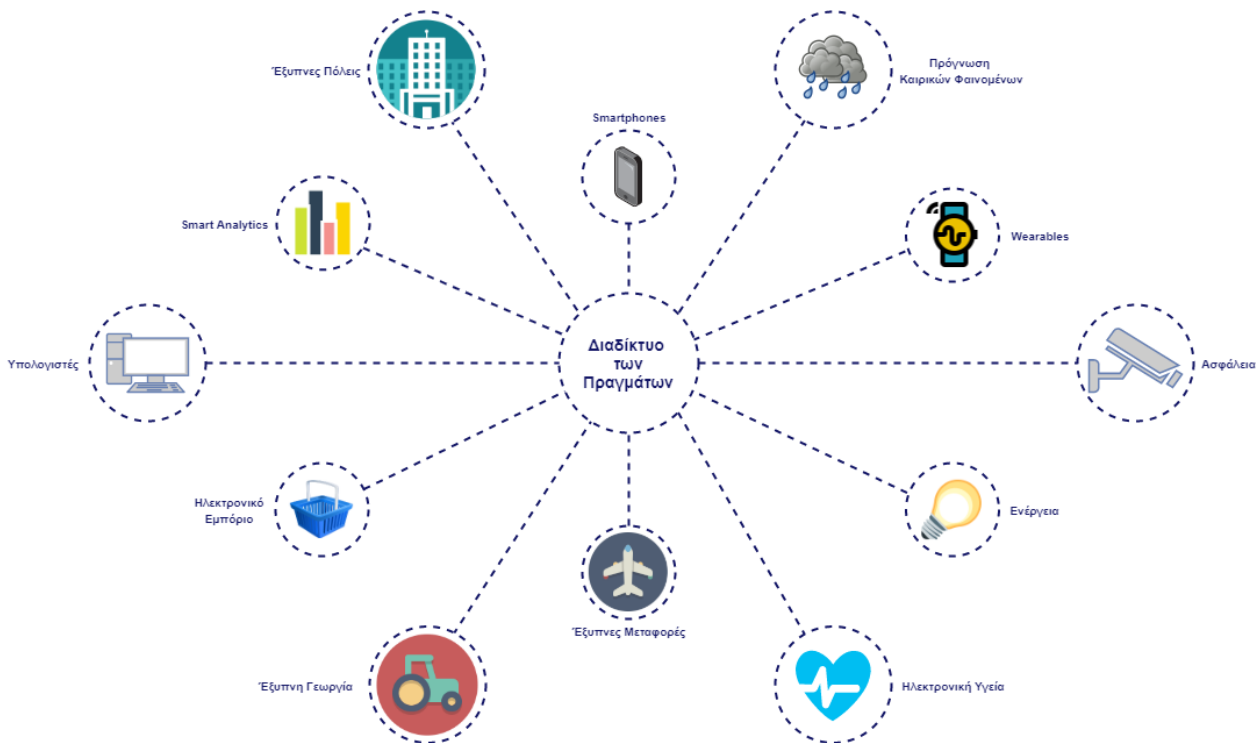 Έξυπνες Πόλεις
Πρόγνωση
Καιρικών Φαινομένων
Smartphones
Smart Analytics
Wearables
Υπολογιστές
Διαδίκτυο
των
Πραγμάτων
Ασφάλεια
Ηλεκτρονικό
Εμπόριο
Ενέργεια
Έξυπνες Μεταφορές
Έξυπνη Γεωργία
Ηλεκτρονική Υγεία